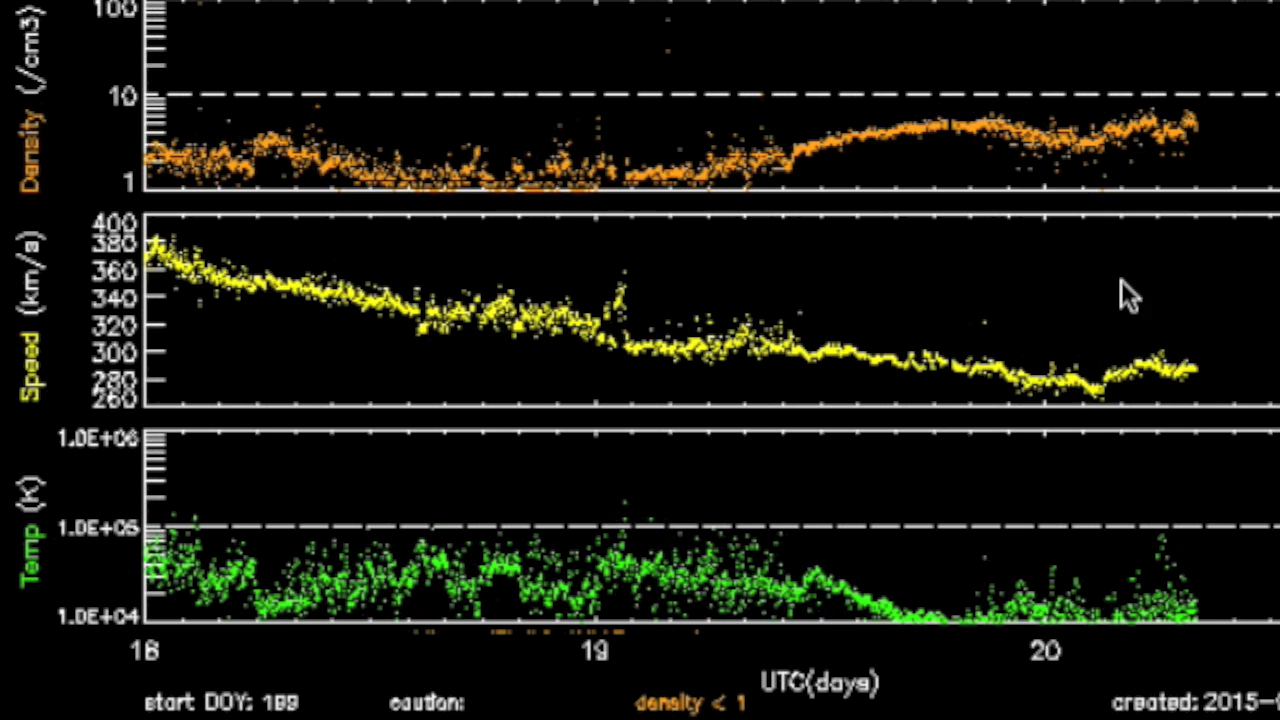 Density (/cm3)
100
10
1
Speed (km/s)
400
380
360
340
320
300
280
260
Temp (K)
1.0E+06
1.0E+05
1.0E+04
18 19 20
UTC(days)
start DOY: 199 caution: density < 1 created: 2015-